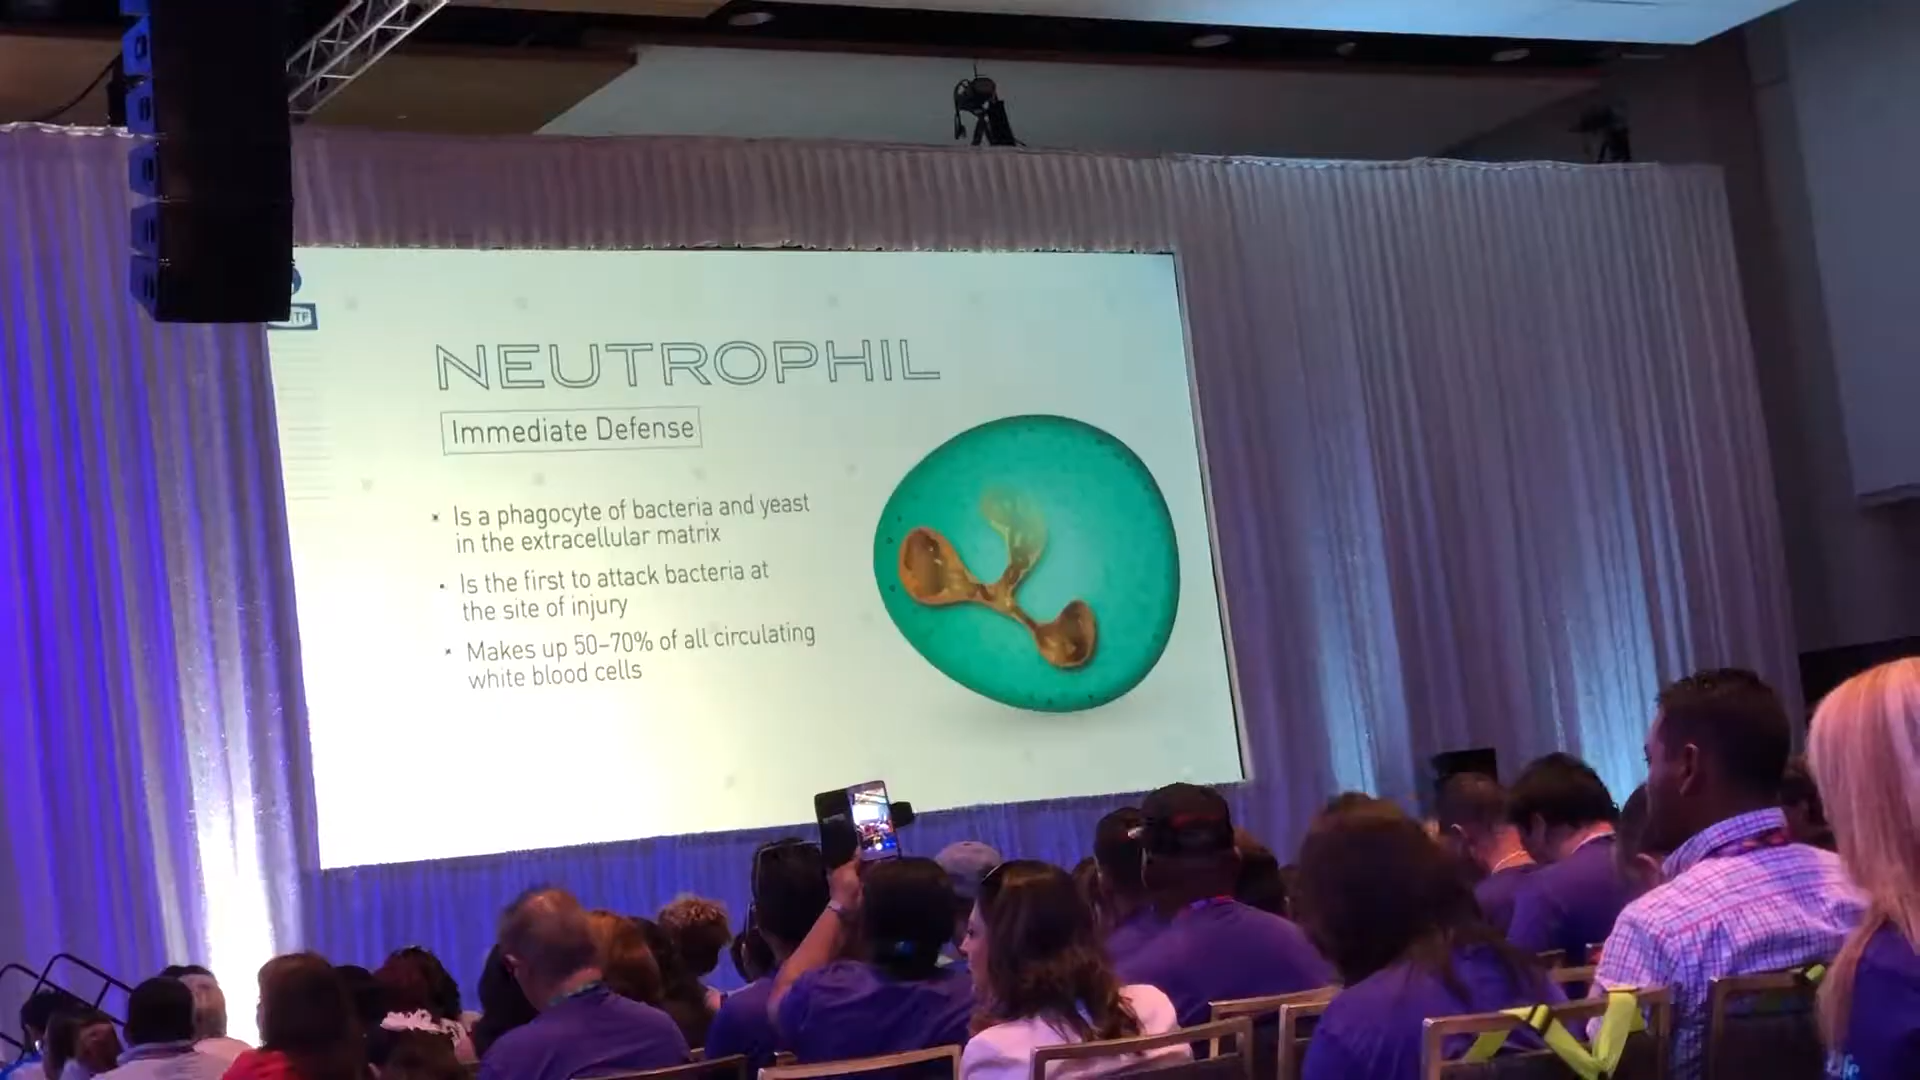 TF
NEUTROPHIL
Immediate Defense
Is a phagocyte of bacteria and yeast
in the extracellular matrix
Is the first to attack bacteria at
the site of injury
Makes up 50–70% of all circulating
white blood cells